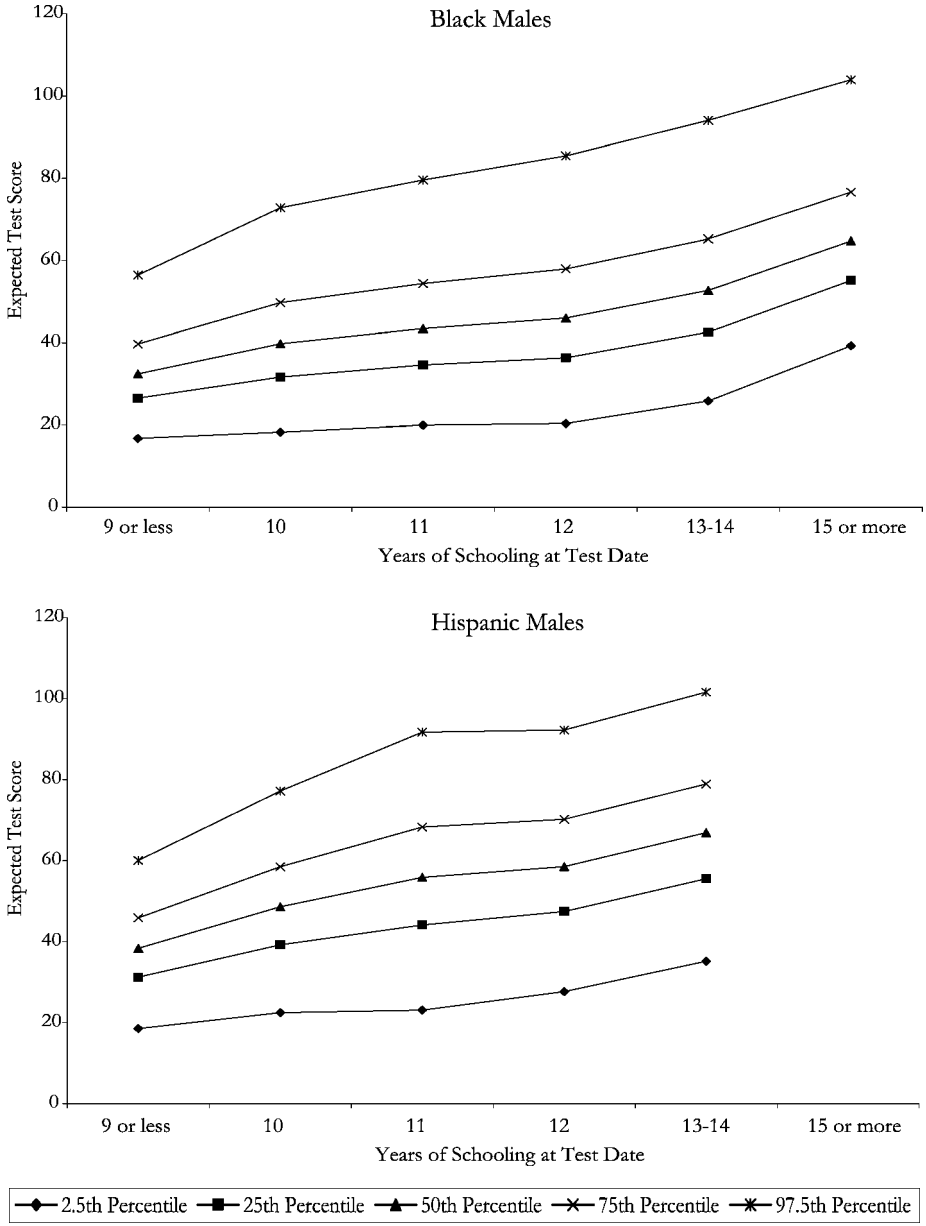 Black Males
120
100
80
60
40
20
0
Expected Test Score
9 or less 10 11 12 13-14 15 or more
Years of Schooling at Test Date
Hispanic Males
120
100
80
60
40
20
0
Expected Test Score
9 or less 10 11 12 13-14 15 or more
Years of Schooling at Test Date
2.5th Percentile 25th Percentile 50th Percentile 75th Percentile 97.5th Percentile